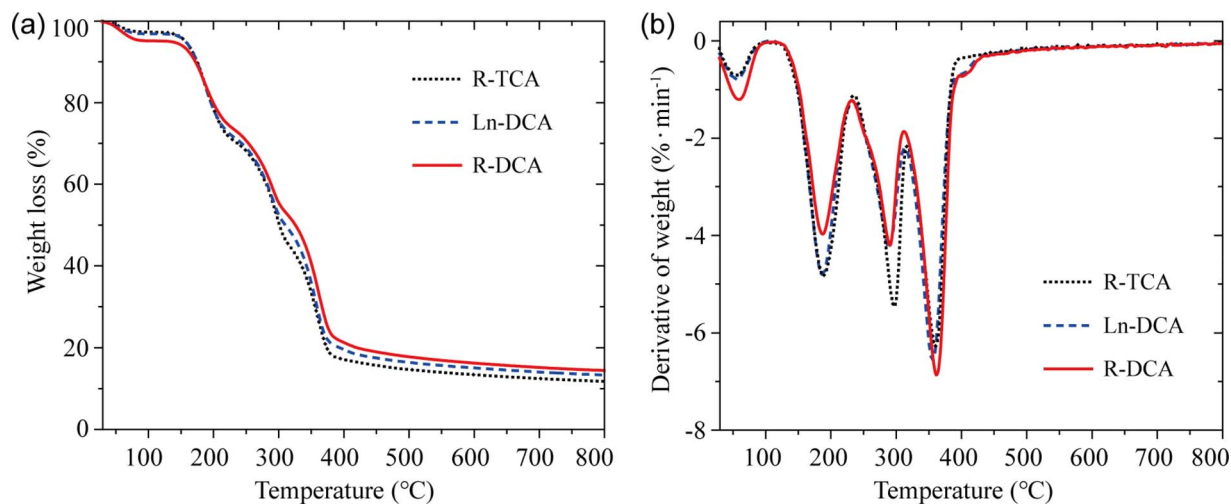 (a)
Weight loss (%)
100
80
60
40
20
0
R-TCA
Ln-DCA
R-DCA
100 200 300 400 500 600 700 800
Temperature (℃)
(b)
Derivative of weight (%·min⁻¹)
0
-2
-4
-6
-8
R-TCA
Ln-DCA
R-DCA
100 200 300 400 500 600 700 800
Temperature (℃)